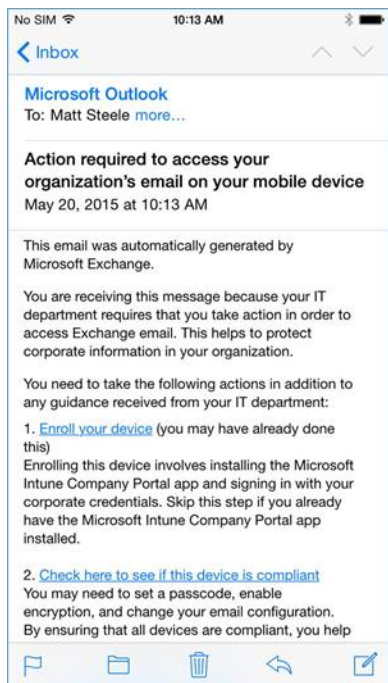 No SIM 10:13 AM
Inbox
Microsoft Outlook
To: Matt Steele more...
Action required to access your
organization's email on your mobile device
May 20, 2015 at 10:13 AM
This email was automatically generated by
Microsoft Exchange.
You are receiving this message because your IT
department requires that you take action in order to
access Exchange email. This helps to protect
corporate information in your organization.
You need to take the following actions in addition to
any guidance received from your IT department:
1. Enroll your device (you may have already done
this)
Enrolling this device involves installing the Microsoft
Intune Company Portal app and signing in with your
corporate credentials. Skip this step if you already
have the Microsoft Intune Company Portal app
installed.
2. Check here to see if this device is compliant
You may need to set a passcode, enable
encryption, and change your email configuration.
By ensuring that all devices are compliant, you help